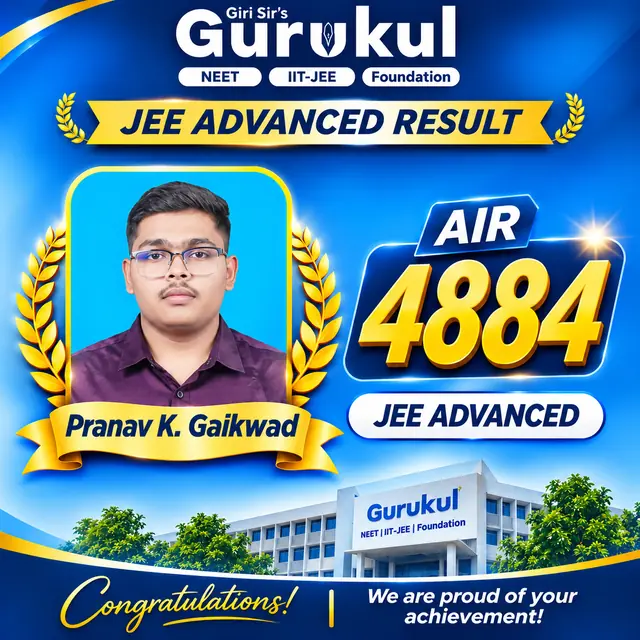 Giri Sir's
Gurukul
NEET IIT-JEE Foundation
JEE ADVANCED RESULT
AIR
4884
JEE ADVANCED
Pranav K. Gaikwad
Gurukul
NEET | IIT-JEE | Foundation
Congratulations!
We are proud of your
achievement!